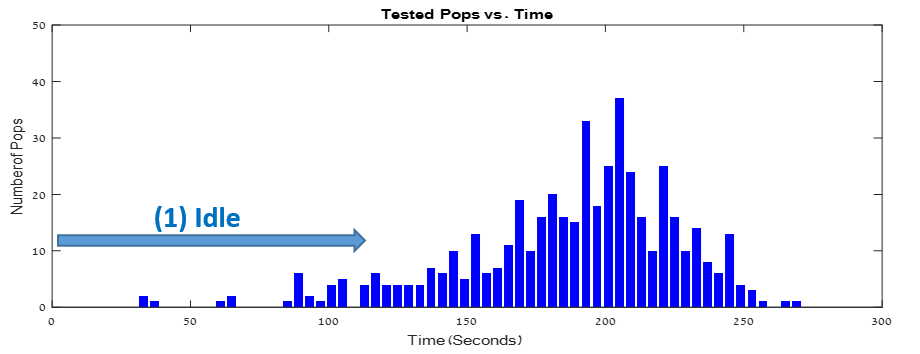 Tested Pops vs. Time
50
40
30
20
10
0
Numberof Pops
(1) Idle
0 50 100 150 200 250 300
Time (Seconds)